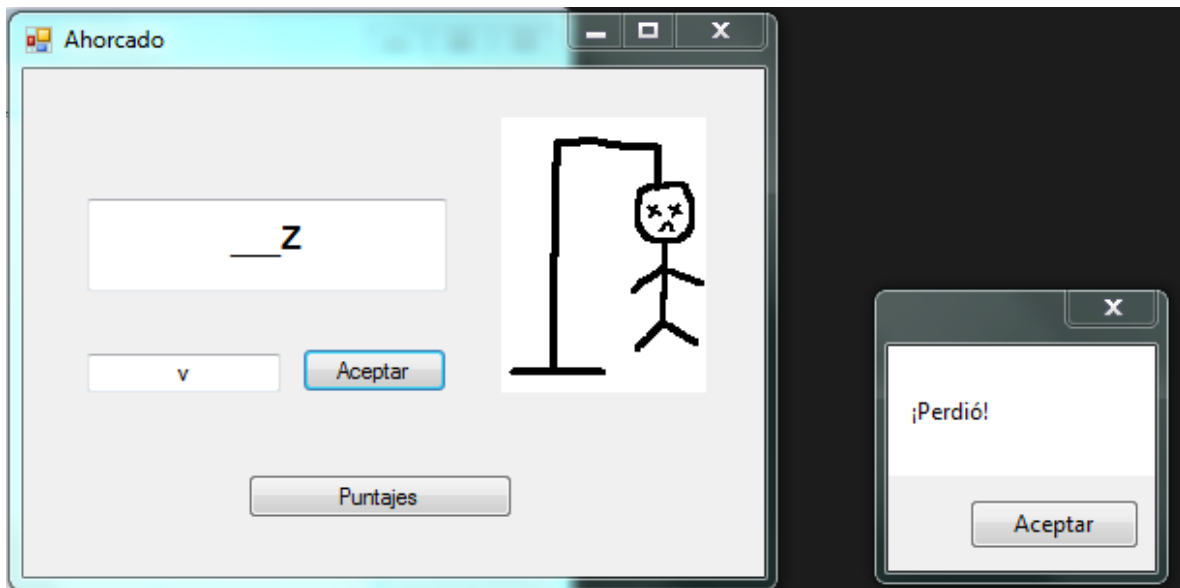 Ahorcado
___Z
v
Aceptar
Puntajes
¡Perdió!
Aceptar